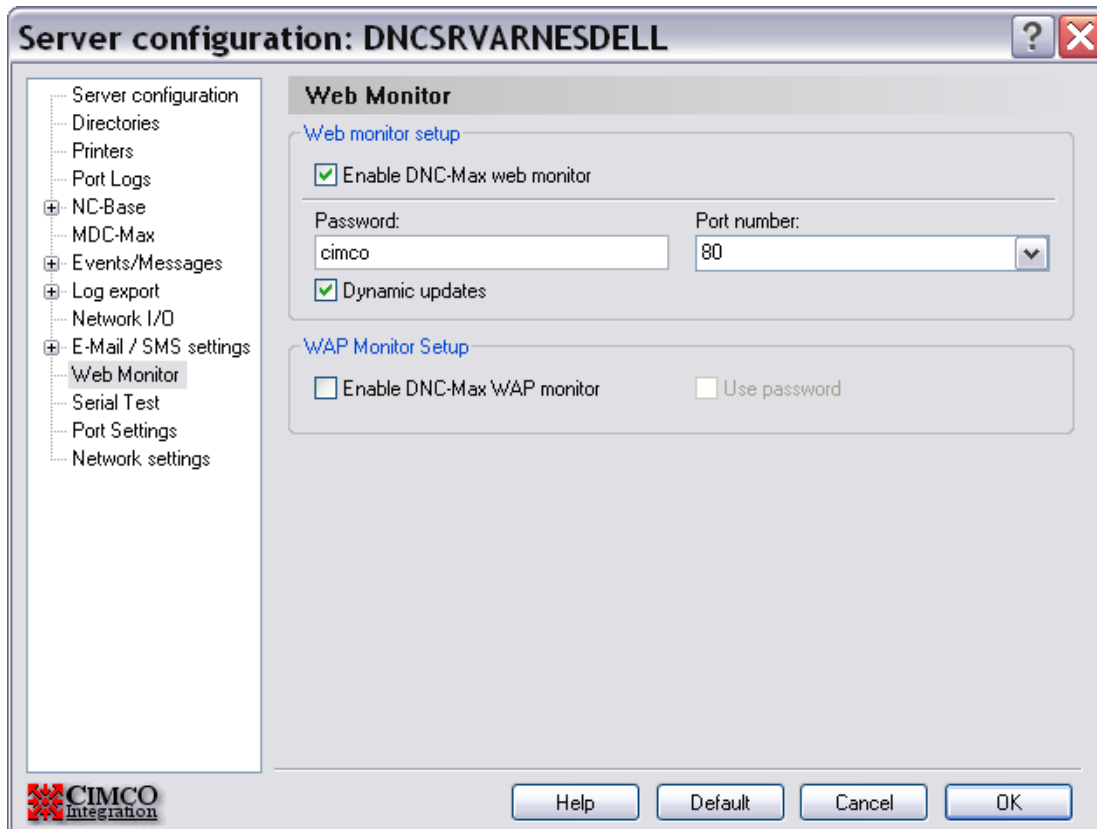 Server configuration: DNCSRVARNESDELL
Server configuration
Directories
Printers
Port Logs
NC-Base
MDC-Max
Events/Messages
Log export
Network I/O
E-Mail / SMS settings
Web Monitor
Serial Test
Port Settings
Network settings
Web Monitor
Web monitor setup
Enable DNC-Max web monitor
Password:
Port number:
cimco
80
Dynamic updates
WAP Monitor Setup
Enable DNC-Max WAP monitor
Use password
CIMCO
Integration
Help
Default
Cancel
OK